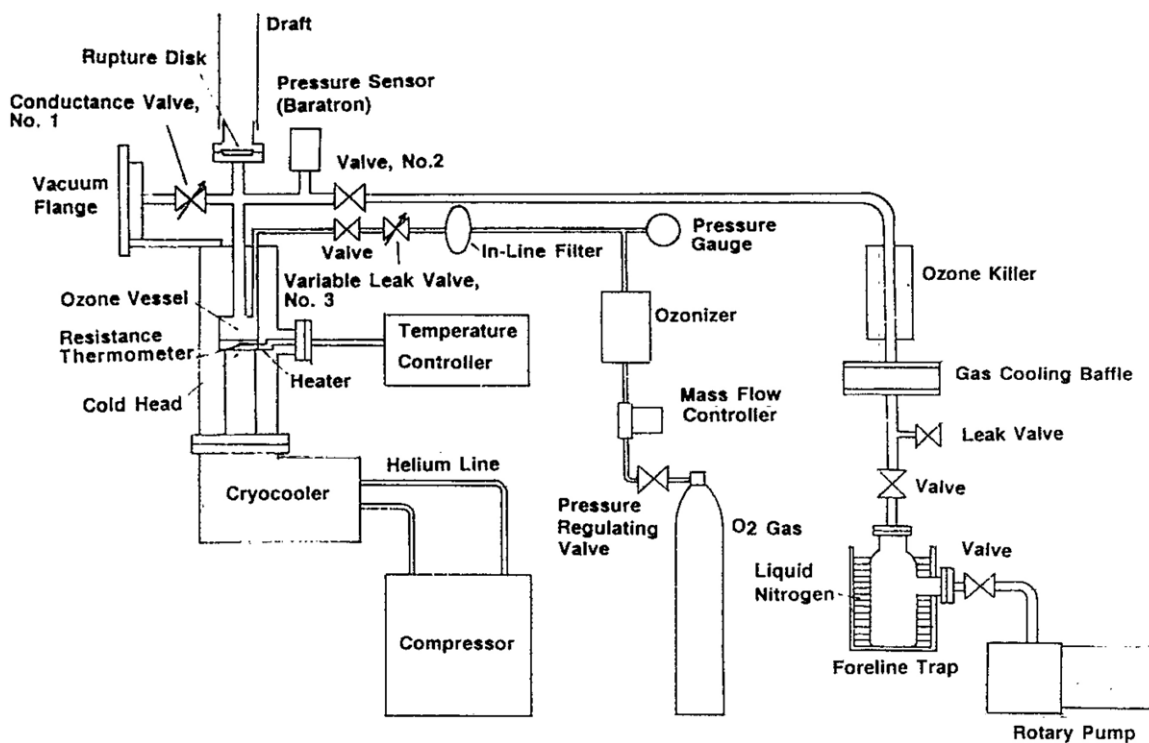 Draft
Rupture Disk
Pressure Sensor
(Baratron)
Conductance Valve,
No. 1
Valve, No.2
Vacuum
Flange
Valve
In-Line Filter
Pressure
Gauge
Variable Leak Valve,
No. 3
Ozone Killer
Ozone Vessel
Ozonizer
Resistance
Thermometer
Temperature
Controller
Heater
Gas Cooling Baffle
Cold Head
Mass Flow
Controller
Leak Valve
Helium Line
Cryocooler
Valve
Pressure
Regulating
Valve
O2 Gas
Valve
Liquid
Nitrogen
Compressor
Foreline Trap
Rotary Pump